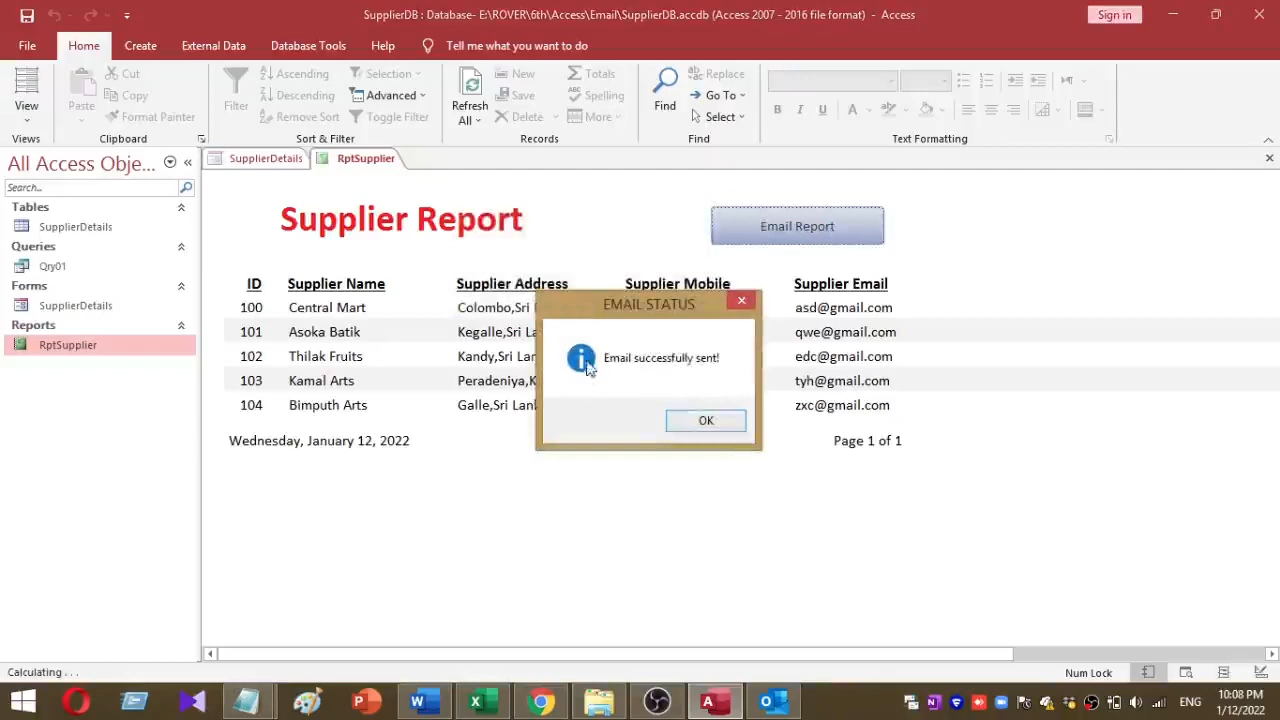 SupplierDB : Database- E:\ROVER\6th\Access\Email\SupplierDB.accdb (Access 2007 - 2016 file format) - Access
Sign in
File Home Create External Data Database Tools Help Tell me what you want to do
View
Views
Paste
Cut
Copy
Format Painter
Clipboard
Filter
Ascending
Descending
Remove Sort
Selection
Advanced
Toggle Filter
Sort & Filter
Refresh
All
New
Save
Delete
Totals
Spelling
More
Records
Find
Replace
Go To
Select
Find
B I U A
Text Formatting
All Access Obje...
Search...
Tables
SupplierDetails
Queries
Qry01
Forms
SupplierDetails
Reports
RptSupplier
SupplierDetails RptSupplier
Supplier Report
Email Report
ID Supplier Name Supplier Address Supplier Mobile Supplier Email
100 Central Mart Colombo,Sri asd@gmail.com
101 Asoka Batik Kegalle,Sri La qwe@gmail.com
102 Thilak Fruits Kandy,Sri Lan edc@gmail.com
103 Kamal Arts Peradeniya,K tyh@gmail.com
104 Bimputh Arts Galle,Sri Lank zxc@gmail.com
Wednesday, January 12, 2022 Page 1 of 1
EMAIL STATUS
Email successfully sent!
OK
Calculating . . .
Num Lock
ENG
10:08 PM
1/12/2022